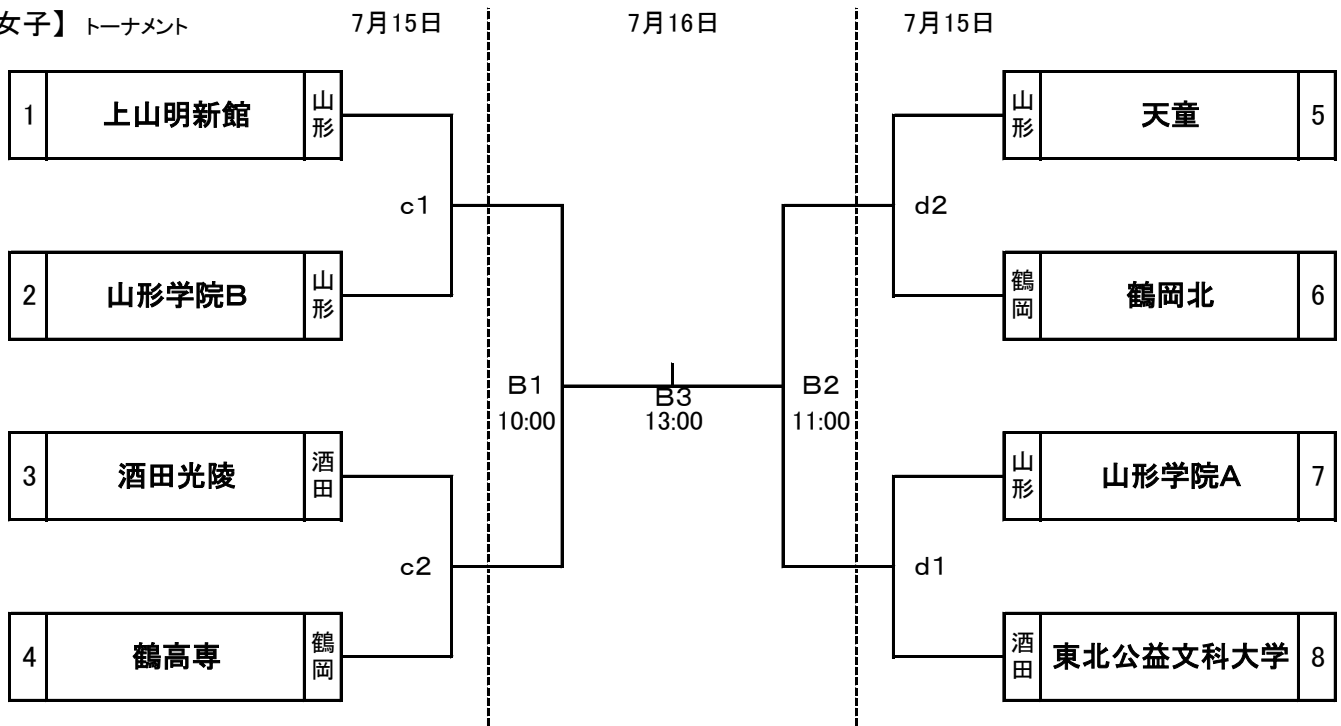 女子】 トーナメント 7月15日 7月16日 7月15日
1 上山明新館 山形
山形 天童 5
c1
d2
2 山形学院B 山形
鶴岡 鶴岡北 6
B1
10:00
B3
13:00
B2
11:00
3 酒田光陵 酒田
山形 山形学院A 7
c2
d1
4 鶴高専 鶴岡
酒田 東北公益文科大学 8